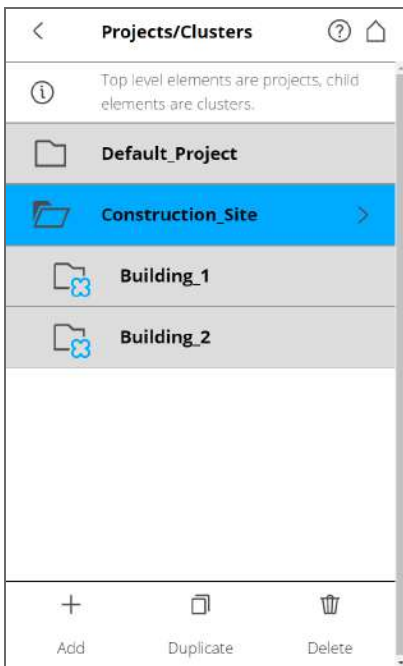 Projects/Clusters
Top level elements are projects, child
elements are clusters.
Default_Project
Construction_Site
Building_1
Building_2
Add Duplicate Delete